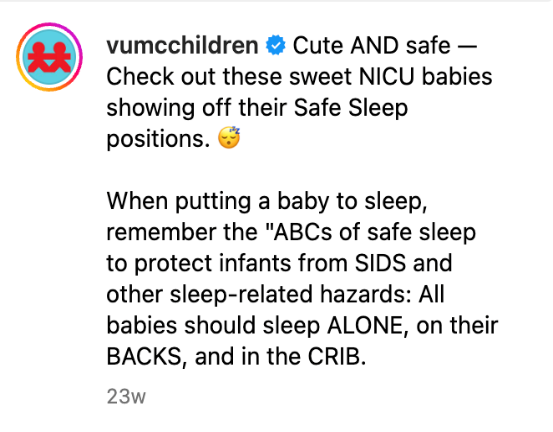 vumcchildren Cute AND safe —
Check out these sweet NICU babies
showing off their Safe Sleep
positions. 😴
When putting a baby to sleep,
remember the "ABCs of safe sleep
to protect infants from SIDS and
other sleep-related hazards: All
babies should sleep ALONE, on their
BACKS, and in the CRIB.
23w